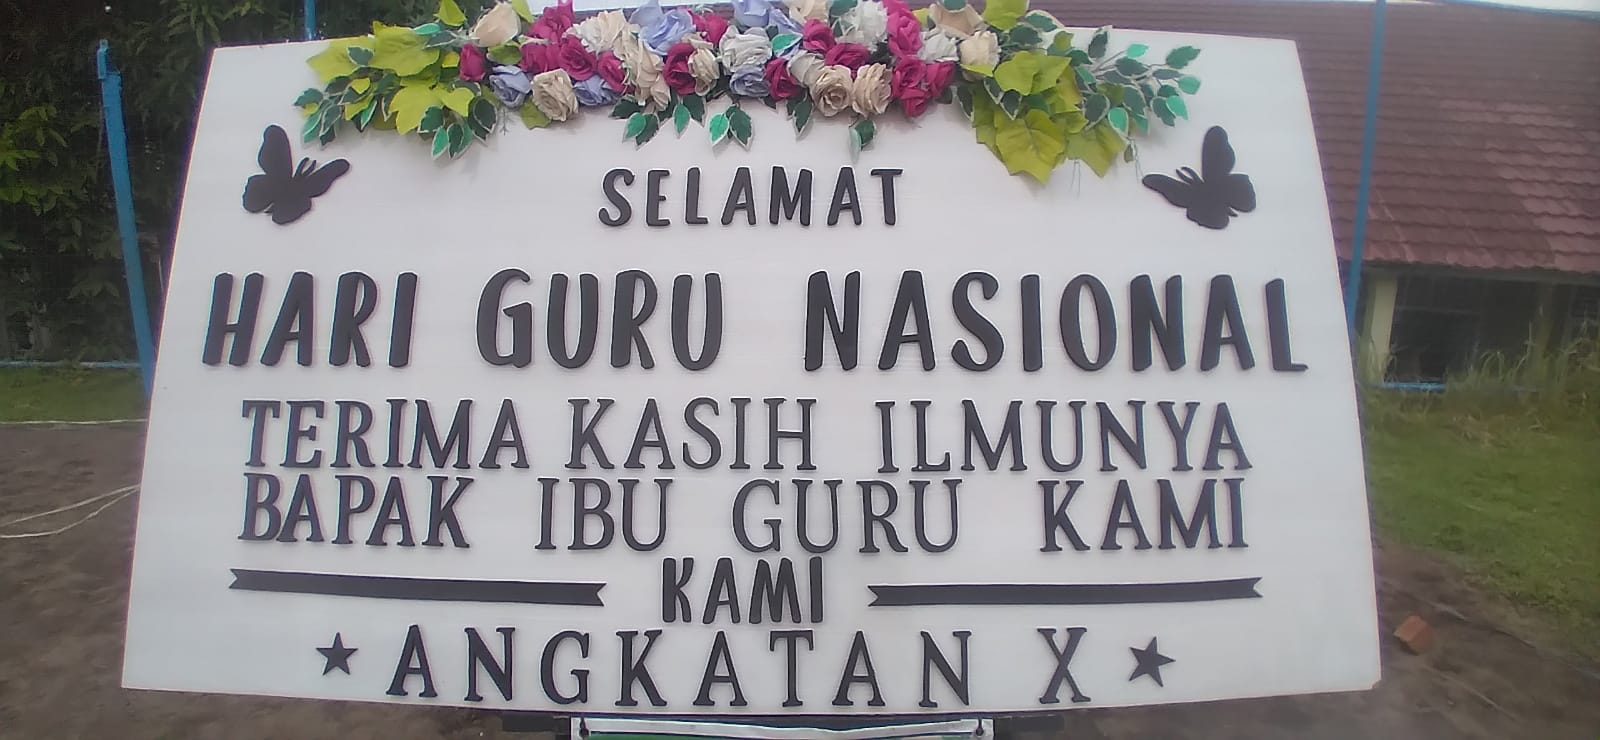 SELAMAT
HARI GURU NASIONAL
TERIMA KASIH ILMUNYA
BAPAK IBU GURU KAMI
KAMI
ANGKATAN X